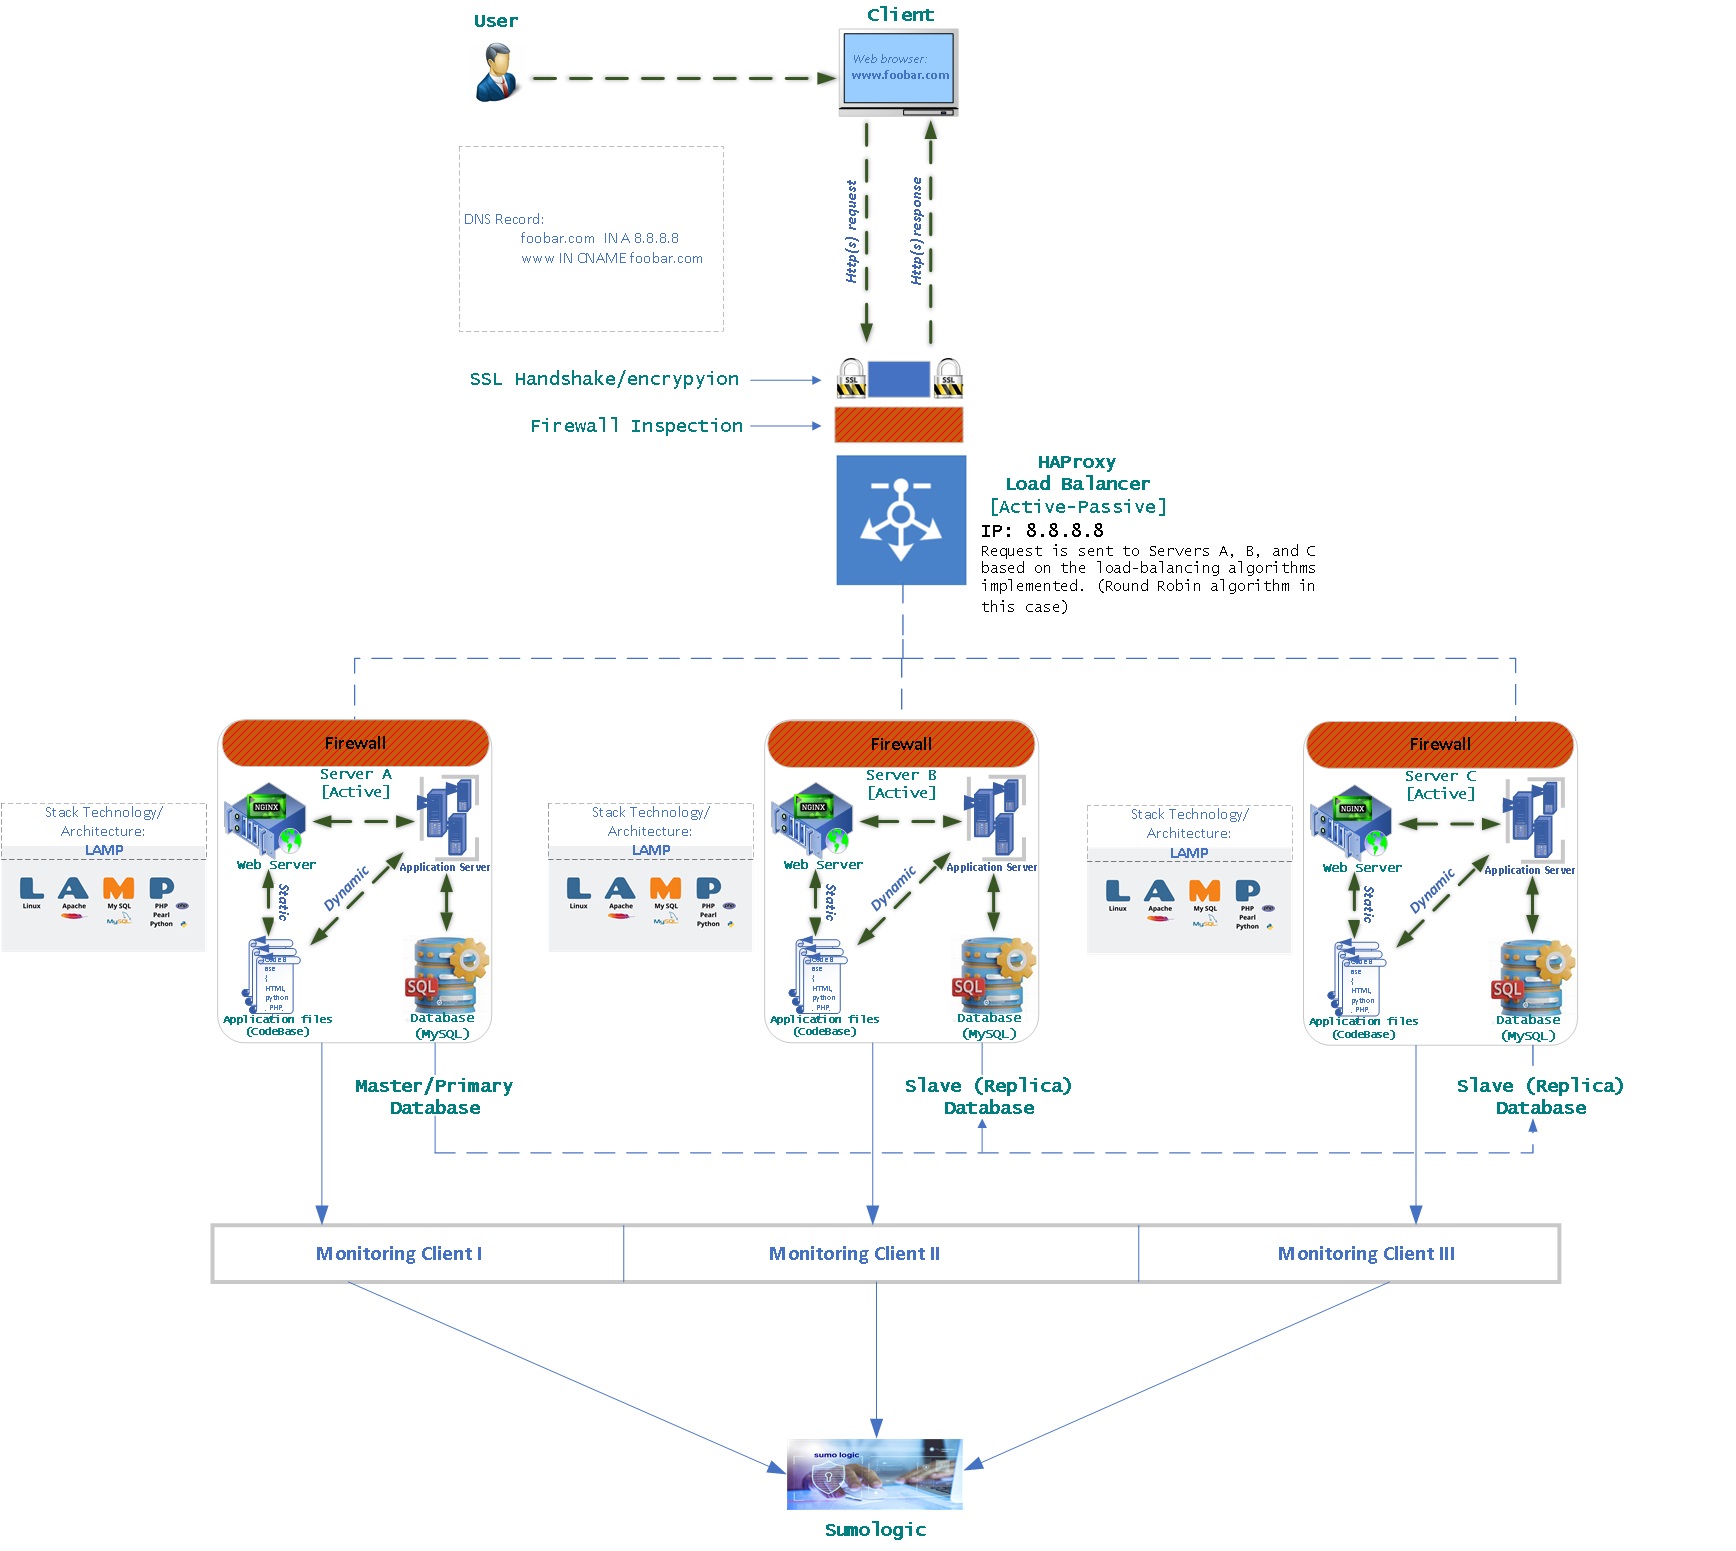 User
Client
Web browser:
www.foobar.com
DNS Record:
foobar.com IN A 8.8.8.8
www IN CNAME foobar.com
Http(s) request
Http(s) response
SSL Handshake/encrypyion
SSL
SSL
Firewall Inspection
HAProxy
Load Balancer
[Active-Passive]
IP: 8.8.8.8
Request is sent to Servers A, B, and C
based on the load-balancing algorithms
implemented. (Round Robin algorithm in
this case)
Firewall
Server A
[Active]
NGINX
Web Server
Application Server
Static
Dynamic
Code B
ase
{
HTML,
python
, PHP,
SQL
Application files
(CodeBase)
Database
(MySQL)
Stack Technology/
Architecture:
LAMP
L A M P
Linux Apache My SQL PHP
Pearl
Python
MySQL
php
Firewall
Server B
[Active]
NGINX
Web Server
Application Server
Static
Dynamic
Code B
ase
{
HTML,
python
, PHP,
SQL
Application files
(CodeBase)
Database
(MySQL)
Stack Technology/
Architecture:
LAMP
L A M P
Linux Apache My SQL PHP
Pearl
Python
MySQL
php
Firewall
Server C
[Active]
NGINX
Web Server
Application Server
Static
Dynamic
Code B
ase
{
HTML,
python
, PHP,
SQL
Application files
(CodeBase)
Database
(MySQL)
Stack Technology/
Architecture:
LAMP
L A M P
Linux Apache My SQL PHP
Pearl
Python
MySQL
php
Master/Primary
Database
Slave (Replica)
Database
Slave (Replica)
Database
Monitoring Client I
Monitoring Client II
Monitoring Client III
sumo logic
Sumologic